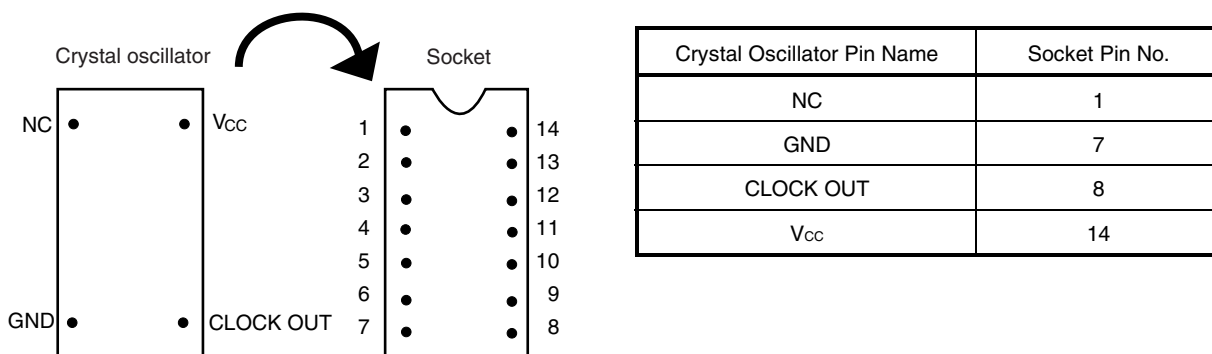 Crystal oscillator
NC
VCC
GND
CLOCK OUT
Socket
1 14
2 13
3 12
4 11
5 10
6 9
7 8
Crystal Oscillator Pin Name Socket Pin No.
NC 1
GND 7
CLOCK OUT 8
VCC 14